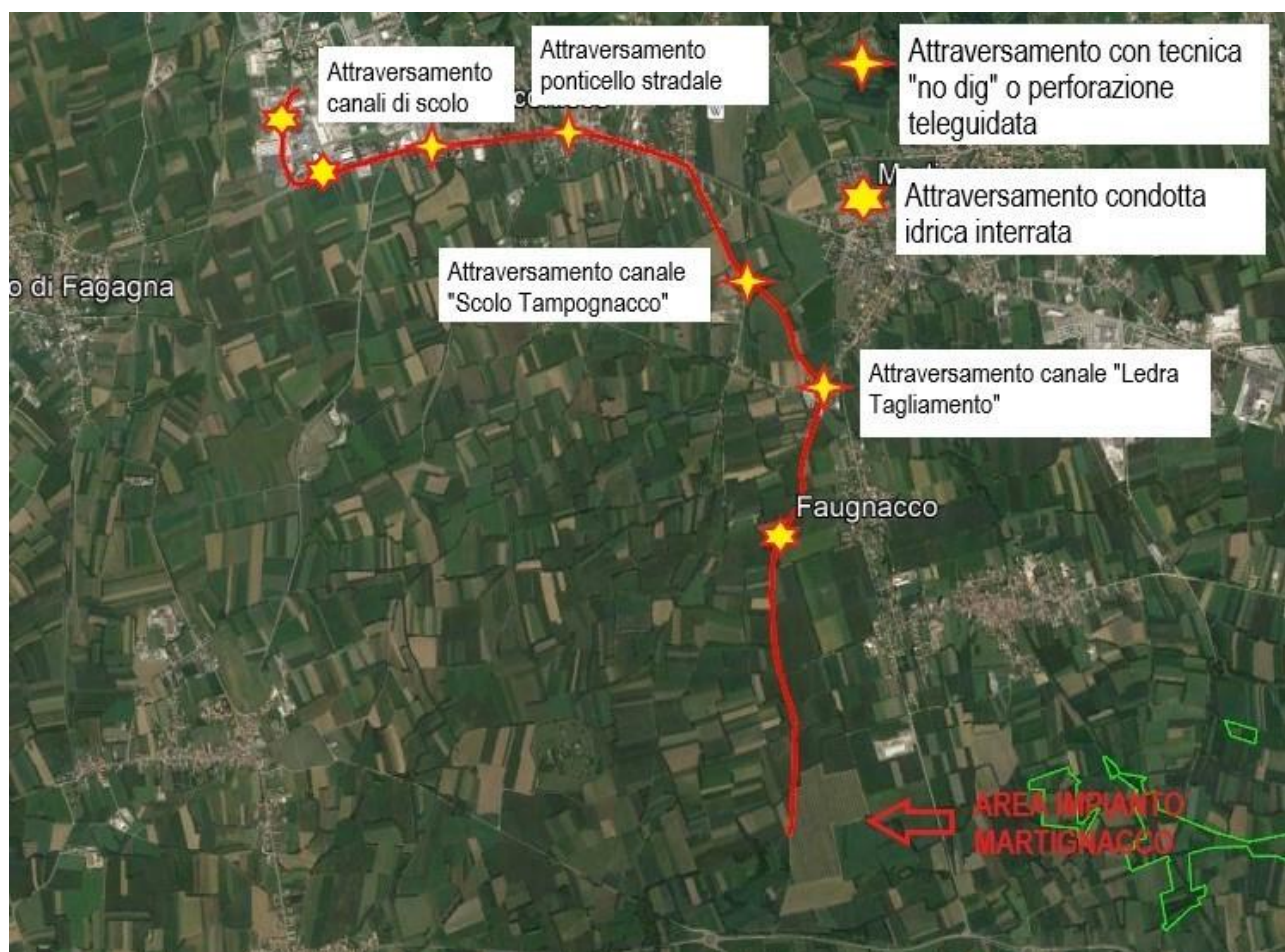 Attraversamento
canali di scolo
Attraversamento
ponticello stradale
Attraversamento con tecnica
"no dig" o perforazione
teleguidata
Attraversamento condotta
idrica interrata
o di Fagagna
Attraversamento canale
"Scolo Tampognacco"
Attraversamento canale "Ledra
Tagliamento"
Faugnacco
AREA IMPIANTO
MARTIGNACCO